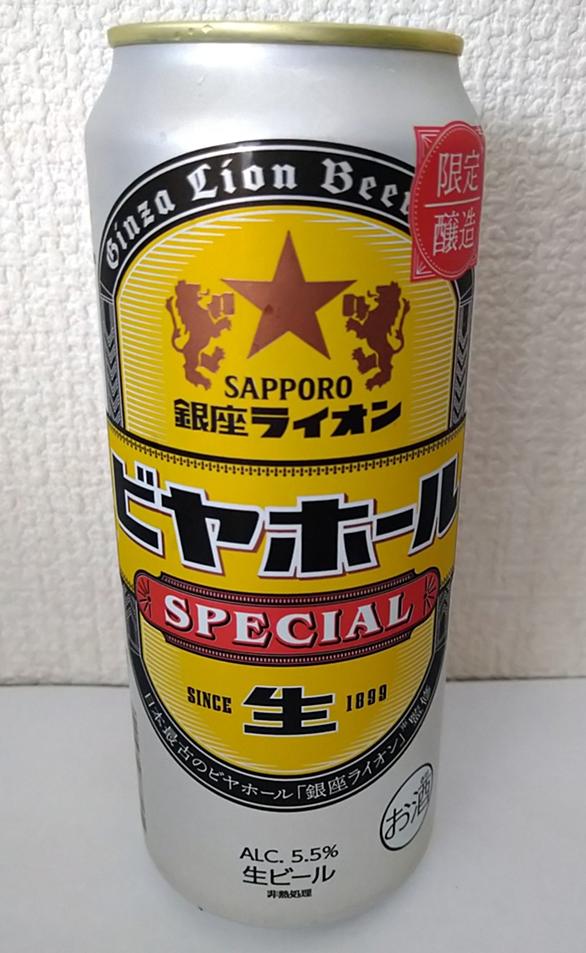 Ginza Lion Beer
限定
醸造
SAPPORO
銀座ライオン
ビヤホール
SPECIAL
SINCE 生 1899
日本最古のビヤホール「銀座ライオン」監修
お酒
ALC. 5.5%
生ビール
非熱処理